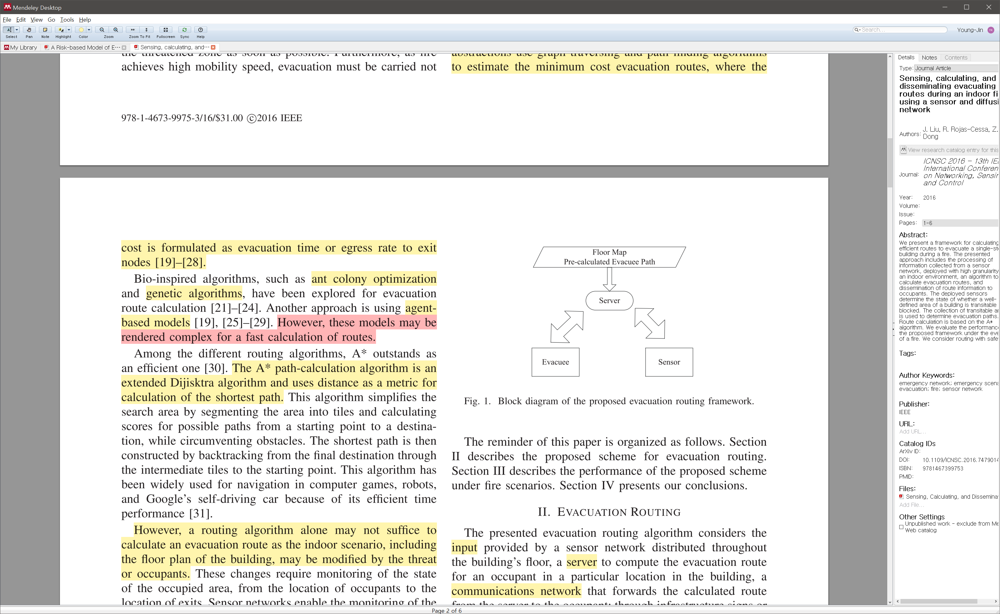 Mendeley Desktop
File Edit View Go Tools Help
Select Pan Note Highlight Color Zoom Zoom To Fit Fullscreen Sync Help
Search...
Young-Jin YK
My Library
A Risk-based Model of E···
Sensing, calculating, and···
achieves high mobility speed, evacuation must be carried not
978-1-4673-9975-3/16/$31.00 ©2016 IEEE
abstractions use graph traversing and path finding algorithms
to estimate the minimum cost evacuation routes, where the
cost is formulated as evacuation time or egress rate to exit
nodes [19]–[28].
Bio-inspired algorithms, such as ant colony optimization
and genetic algorithms, have been explored for evacuation
route calculation [21]–[24]. Another approach is using agent-
based models [19], [25]–[29]. However, these models may be
rendered complex for a fast calculation of routes.
Among the different routing algorithms, A* outstands as
an efficient one [30]. The A* path-calculation algorithm is an
extended Dijisktra algorithm and uses distance as a metric for
calculation of the shortest path. This algorithm simplifies the
search area by segmenting the area into tiles and calculating
scores for possible paths from a starting point to a destina-
tion, while circumventing obstacles. The shortest path is then
constructed by backtracking from the final destination through
the intermediate tiles to the starting point. This algorithm has
been widely used for navigation in computer games, robots,
and Google's self-driving car because of its efficient time
performance [31].
However, a routing algorithm alone may not suffice to
calculate an evacuation route as the indoor scenario, including
the floor plan of the building, may be modified by the threat
or occupants. These changes require monitoring of the state
of the occupied area, from the location of occupants to the
location of exits. Sensor networks enable the monitoring of the
Floor Map
Pre-calculated Evacuee Path
Server
Evacuee
Sensor
Fig. 1. Block diagram of the proposed evacuation routing framework.
The reminder of this paper is organized as follows. Section
II describes the proposed scheme for evacuation routing.
Section III describes the performance of the proposed scheme
under fire scenarios. Section IV presents our conclusions.
II. EVACUATION ROUTING
The presented evacuation routing algorithm considers the
input provided by a sensor network distributed throughout
the building's floor, a server to compute the evacuation route
for an occupant in a particular location in the building, a
communications network that forwards the calculated route
from the server to the occupant; through infrastructure signs or
Page 2 of 6
Details Notes Contents
Type: Journal Article
Sensing, calculating, and
disseminating evacuating
routes during an indoor fi
using a sensor and diffusi
network
Authors: J. Liu, R. Rojas-Cessa, Z.
Dong
View research catalog entry for this
Journal: ICNSC 2016 - 13th IEE
International Conferen
on Networking, Sensin
and Control
Year: 2016
Volume:
Issue:
Pages: 1-6
Abstract:
We present a framework for calculating
efficient routes to evacuate a single-st
building during a fire. The presented
approach includes the processing of
information collected from a sensor
network, deployed with high granularity
an indoor environment, an algorithm to
calculate evacuation routes, and
dissemination of route information to
occupants. The deployed sensors
determine the state of whether a well-
defined area of a building is transitable
blocked. The collection of transitable ar
is used to determine evacuation paths.
Route calculation is based on the A*
algorithm. We evaluate the performanc
the proposed framework under the eve
of a fire. We consider routing with safe
Tags:
Author Keywords:
emergency network; emergency scena
evacuation; fire; sensor network
Publisher:
IEEE
URL:
Add URL...
Catalog IDs
ArXiv ID:
DOI: 10.1109/ICNSC.2016.7479014
ISBN: 9781467399753
PMID:
Files:
Sensing, Calculating, and Dissemina
Add File...
Other Settings
Unpublished work - exclude from Me
Web catalog